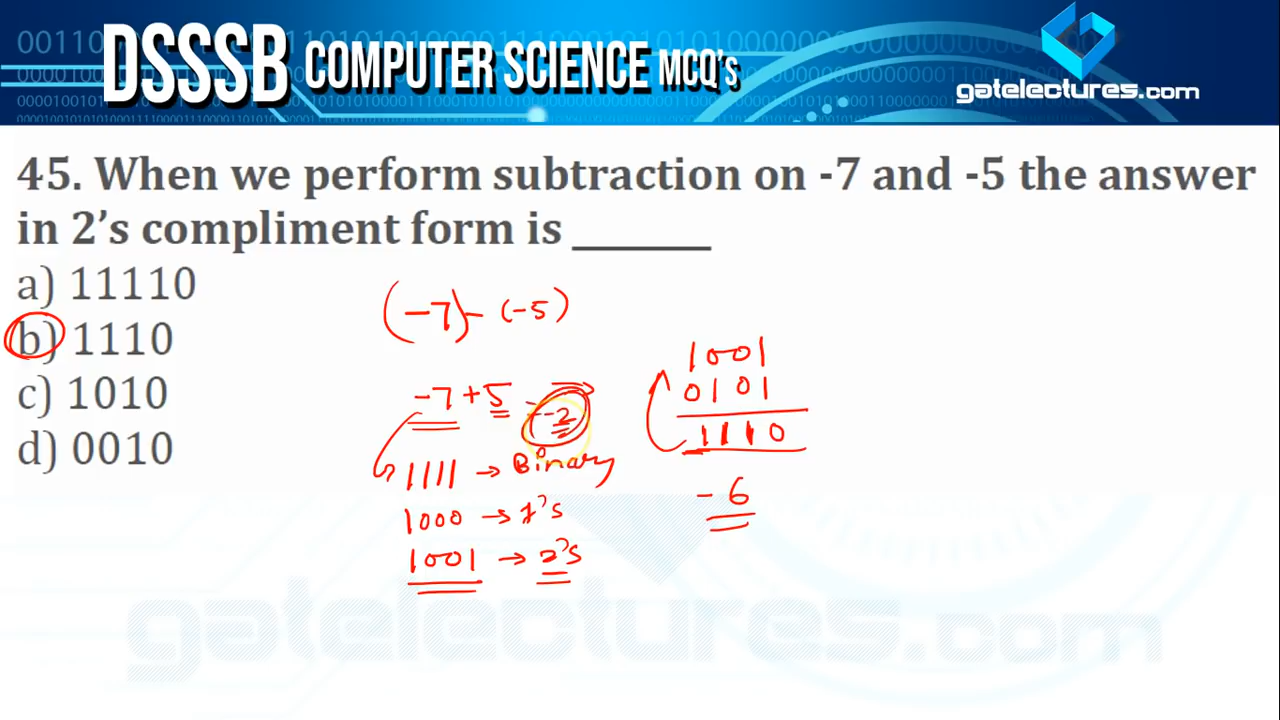 DSSSB COMPUTER SCIENCE MCQ's
gatelectures.com
45. When we perform subtraction on -7 and -5 the answer
in 2’s compliment form is ________
a) 11110
b) 1110
c) 1010
d) 0010
(-7)- (-5)
-7+5 = -2
1111 → Binary
1000 → 1's
1001 → 2's
1001
0101
1110
- 6
gatelectures.com